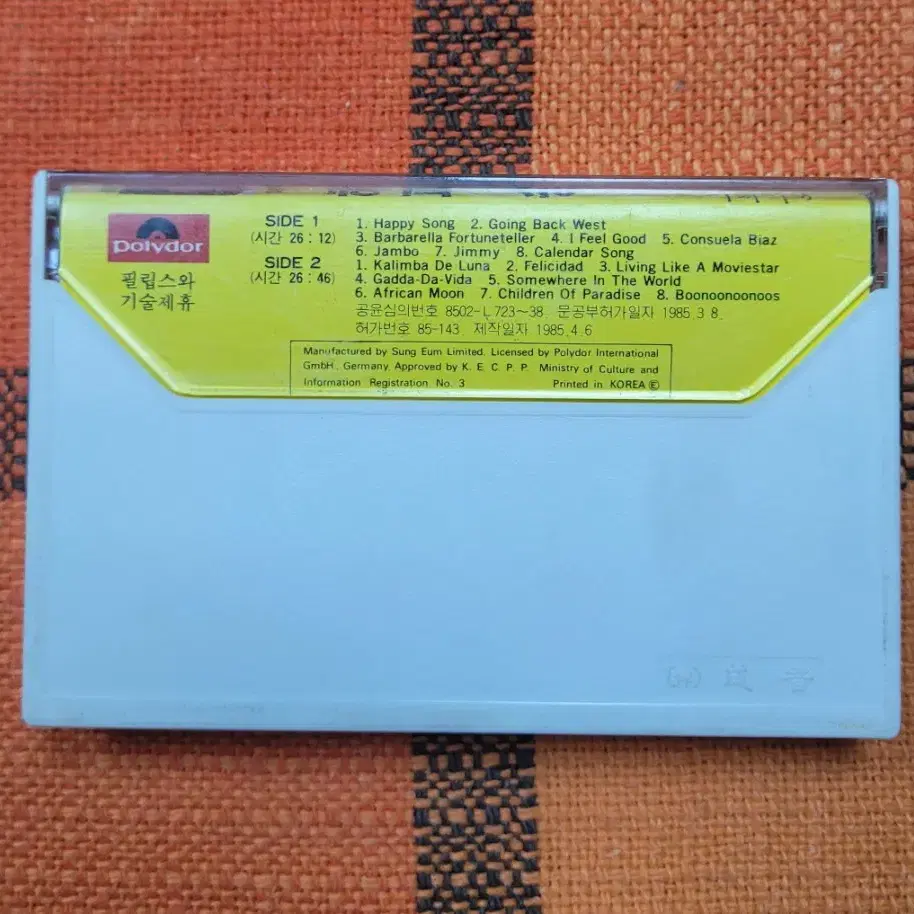 polydor
필립스와
기술제휴
SIDE 1
(시간 26 : 12)
1. Happy Song 2. Going Back West
3. Barbarella Fortuneteller 4. I Feel Good 5. Consuela Biaz
6. Jambo 7. Jimmy 8. Calendar Song
SIDE 2
(시간 26 : 46)
1. Kalimba De Luna 2. Felicidad 3. Living Like A Moviestar
4. Gadda-Da-Vida 5. Somewhere In The World
6. African Moon 7. Children Of Paradise 8. Boonoonoonoos
공윤심의번호 8502-L 723~38 문공부허가일자 1985. 3 8.
허가번호 85-143 제작일자 1985. 4. 6
Manufactured by Sung Eum Limited. Licensed by Polydor International
GmbH, Germany. Approved by K. E. C. P. P. Ministry of Culture and
Information Registration No. 3 Printed in KOREA Ⓔ